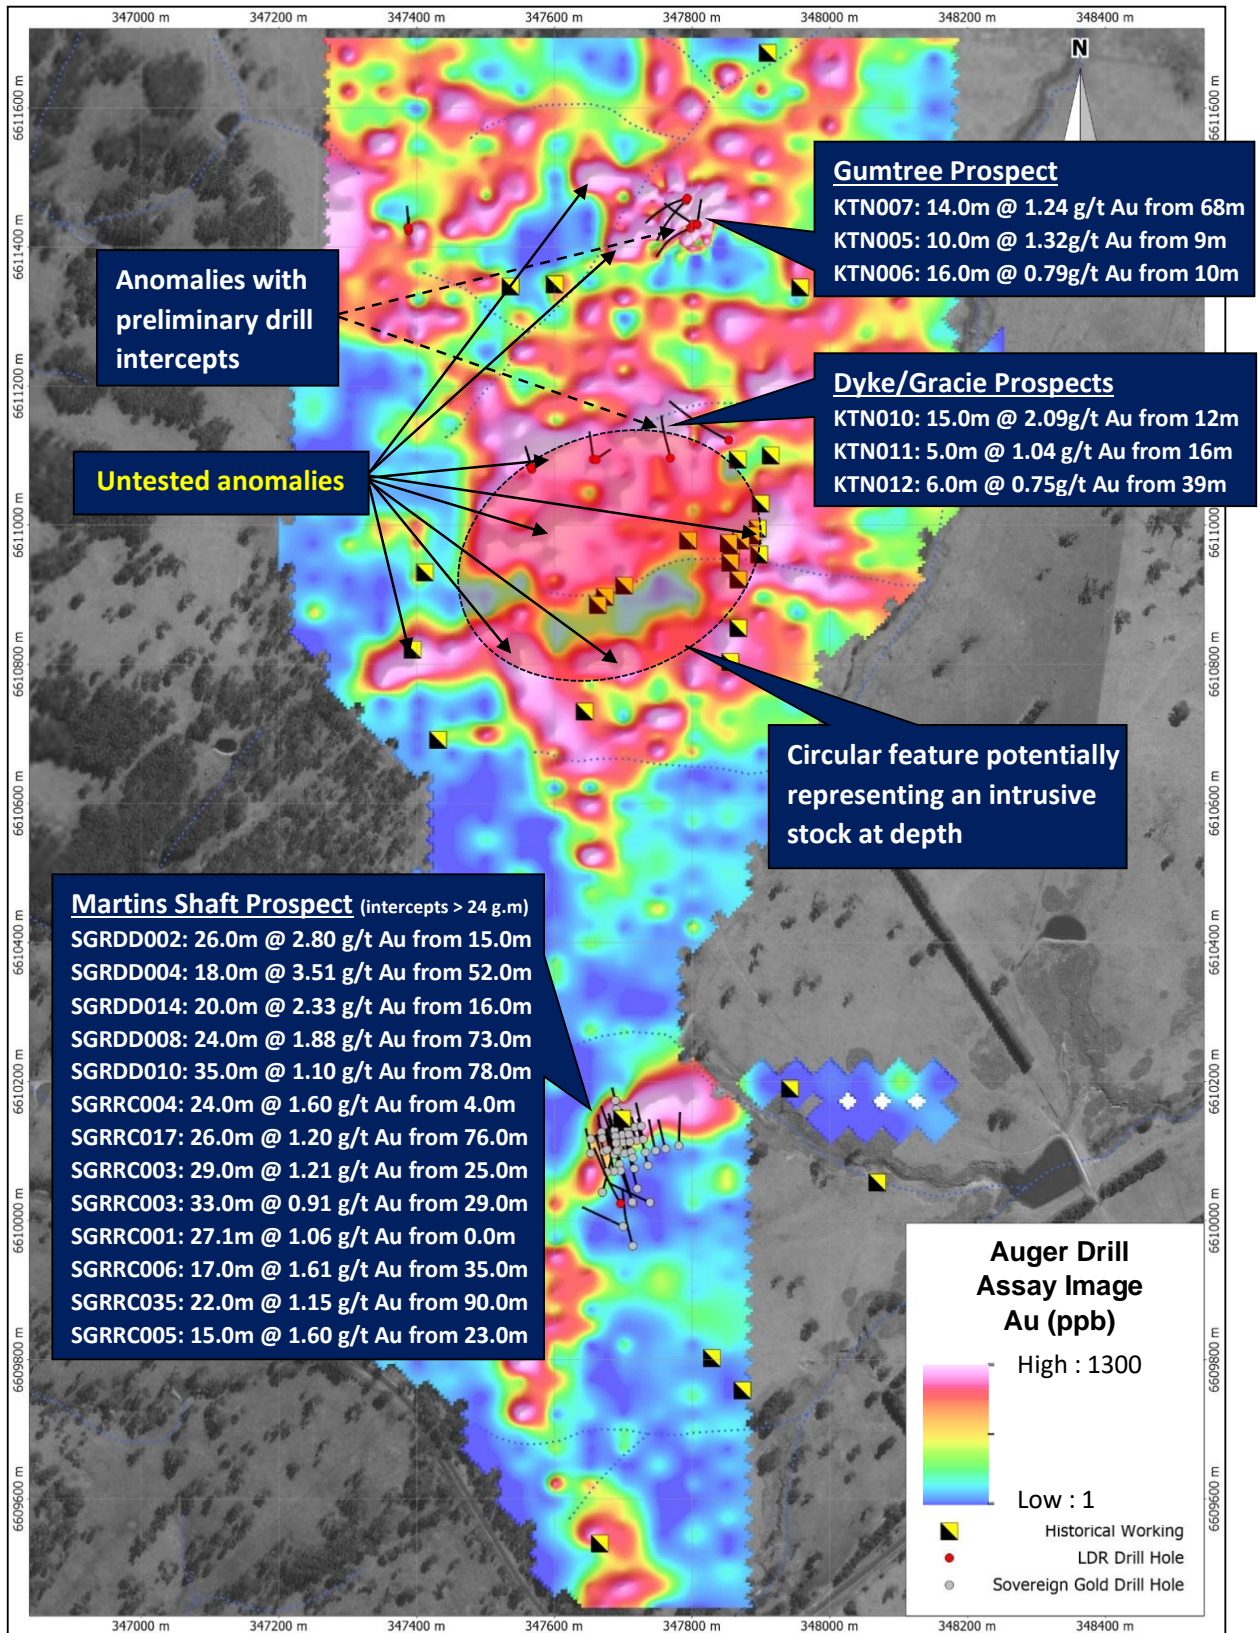 347000 m
347200 m
347400 m
347600 m
347800 m
348000 m
348200 m
348400 m
N
6611600 m
6611600 m
Gumtree Prospect
KTN007: 14.0m @ 1.24 g/t Au from 68m
KTN005: 10.0m @ 1.32g/t Au from 9m
KTN006: 16.0m @ 0.79g/t Au from 10m
6611400 m
Anomalies with
preliminary drill
intercepts
6611200 m
6611200 m
Dyke/Gracie Prospects
KTN010: 15.0m @ 2.09g/t Au from 12m
KTN011: 5.0m @ 1.04 g/t Au from 16m
KTN012: 6.0m @ 0.75g/t Au from 39m
Untested anomalies
6611000 m
6611000 m
6610800 m
6610800 m
Circular feature potentially
representing an intrusive
stock at depth
6610600 m
6610600 m
Martins Shaft Prospect (intercepts > 24 g.m)
SGRDD002: 26.0m @ 2.80 g/t Au from 15.0m
SGRDD004: 18.0m @ 3.51 g/t Au from 52.0m
SGRDD014: 20.0m @ 2.33 g/t Au from 16.0m
SGRDD008: 24.0m @ 1.88 g/t Au from 73.0m
SGRDD010: 35.0m @ 1.10 g/t Au from 78.0m
SGRRC004: 24.0m @ 1.60 g/t Au from 4.0m
SGRRC017: 26.0m @ 1.20 g/t Au from 76.0m
SGRRC003: 29.0m @ 1.21 g/t Au from 25.0m
SGRRC003: 33.0m @ 0.91 g/t Au from 29.0m
SGRRC001: 27.1m @ 1.06 g/t Au from 0.0m
SGRRC006: 17.0m @ 1.61 g/t Au from 35.0m
SGRRC035: 22.0m @ 1.15 g/t Au from 90.0m
SGRRC005: 15.0m @ 1.60 g/t Au from 23.0m
6610400 m
6610400 m
6610200 m
6610200 m
6610000 m
6610000 m
6609800 m
6609800 m
6609600 m
6609600 m
Auger Drill
Assay Image
Au (ppb)
High : 1300
Low : 1
Historical Working
LDR Drill Hole
Sovereign Gold Drill Hole
347000 m
347200 m
347400 m
347600 m
347800 m
348000 m
348200 m
348400 m